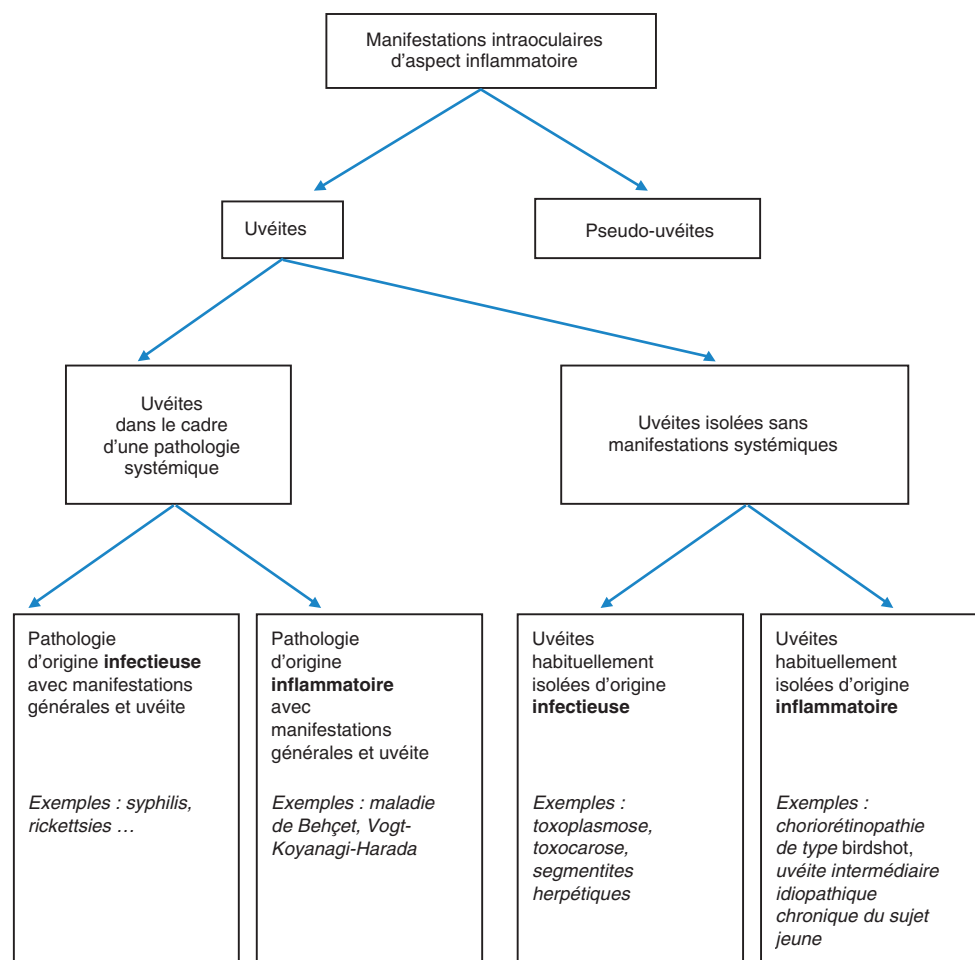 Manifestations intraoculaires
d'aspect inflammatoire
Uvéites
Pseudo-uvéites
Uvéites
dans le cadre
d'une pathologie
systémique
Uvéites isolées sans
manifestations systémiques
Pathologie
d'origine infectieuse
avec manifestations
générales et uvéite
Exemples : syphilis,
rickettsies …
Pathologie
d'origine
inflammatoire
avec
manifestations
générales et uvéite
Exemples : maladie
de Behçet, Vogt-
Koyanagi-Harada
Uvéites
habituellement
isolées d'origine
infectieuse
Exemples :
toxoplasmose,
toxocarose,
segmentites
herpétiques
Uvéites
habituellement
isolées d'origine
inflammatoire
Exemples :
choriorétinopathie
de type birdshot,
uvéite intermédiaire
idiopathique
chronique du sujet
jeune